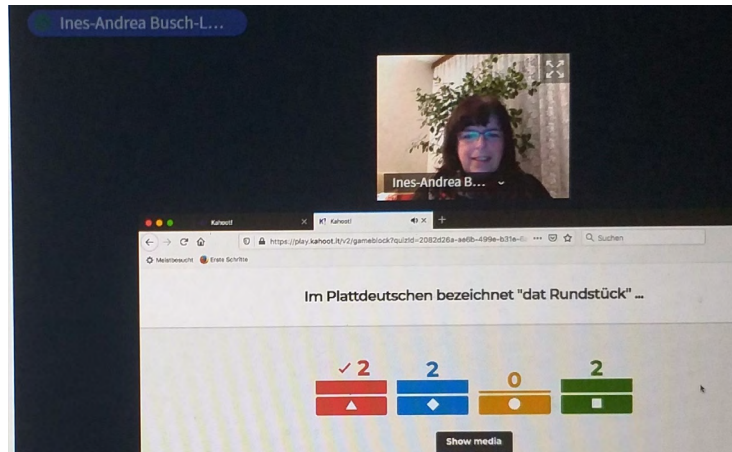 Ines-Andrea Busch-L...
Ines-Andrea B...
Kahoot!
K! Kahoot!
https://play.kahoot.it/v2/gameblock?quizId=2082d26a-ae6b-499e-b31e-
Suchen
Meistbesucht
Erste Schritte
Im Plattdeutschen bezeichnet "dat Rundstück" ...
2
2
0
2
Show media